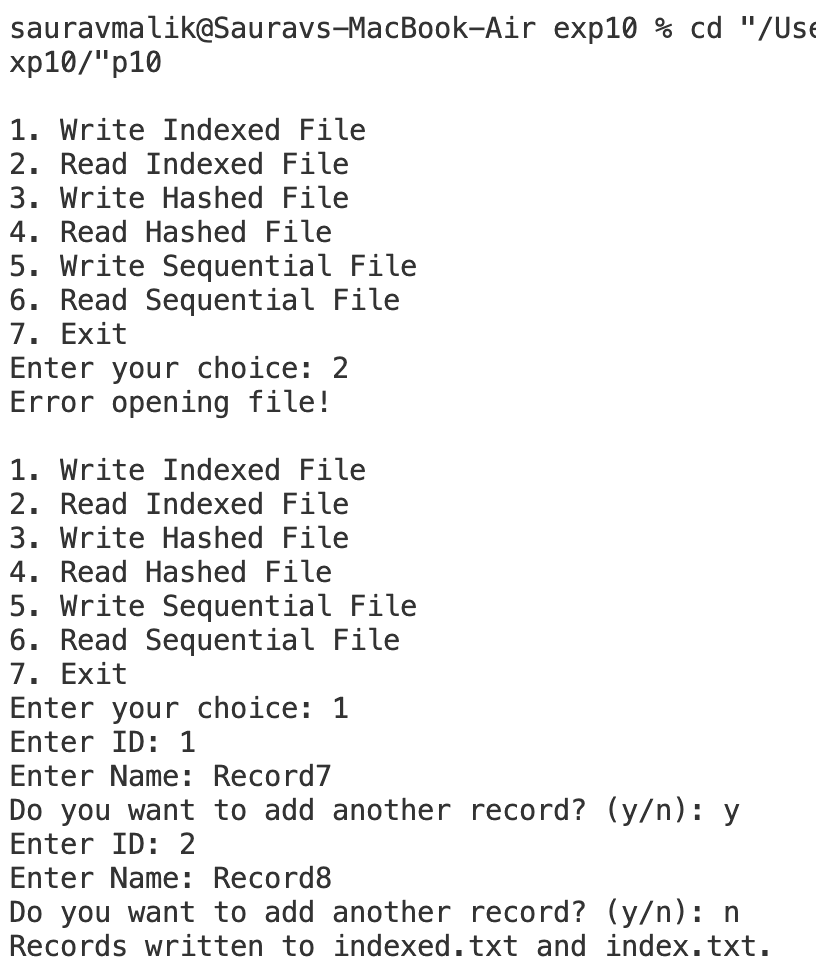 sauravmalik@Sauravs-MacBook-Air exp10 % cd "/Use
xp10/"p10
1. Write Indexed File
2. Read Indexed File
3. Write Hashed File
4. Read Hashed File
5. Write Sequential File
6. Read Sequential File
7. Exit
Enter your choice: 2
Error opening file!
1. Write Indexed File
2. Read Indexed File
3. Write Hashed File
4. Read Hashed File
5. Write Sequential File
6. Read Sequential File
7. Exit
Enter your choice: 1
Enter ID: 1
Enter Name: Record7
Do you want to add another record? (y/n): y
Enter ID: 2
Enter Name: Record8
Do you want to add another record? (y/n): n
Records written to indexed.txt and index.txt.